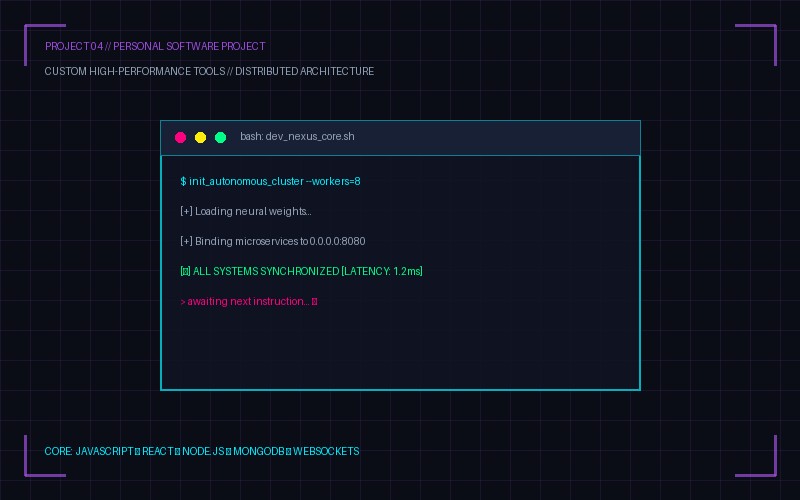 PROJECT 04 // PERSONAL SOFTWARE PROJECT
CUSTOM HIGH-PERFORMANCE TOOLS // DISTRIBUTED ARCHITECTURE
bash: dev_nexus_core.sh
$ init_autonomous_cluster --workers=8
[+] Loading neural weights...
[+] Binding microservices to 0.0.0.0:8080
[▯] ALL SYSTEMS SYNCHRONIZED [LATENCY: 1.2ms]
> awaiting next instruction... ▯
CORE: JAVASCRIPT ▯ REACT ▯ NODE.JS ▯ MONGODB ▯ WEBSOCKETS